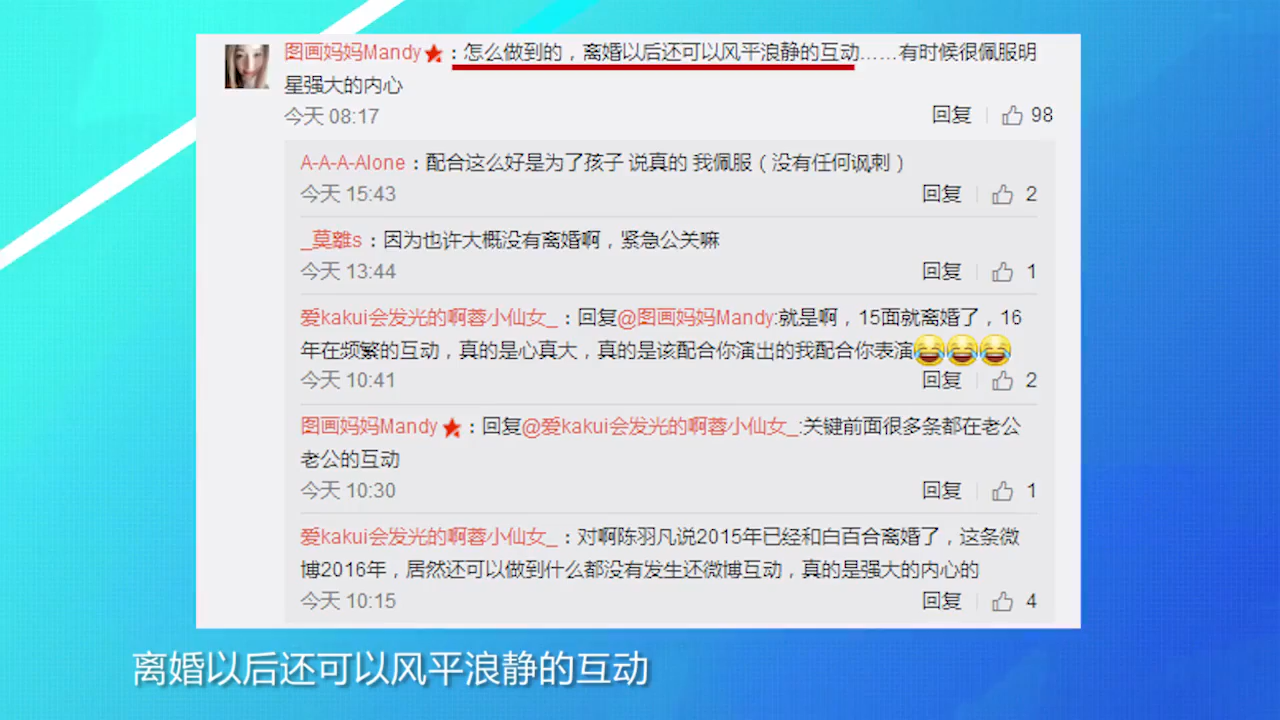 图画妈妈Mandy：怎么做到的，离婚以后还可以风平浪静的互动……有时候很佩服明
星强大的内心
今天 08:17 回复 98
A-A-A-Alone：配合这么好是为了孩子 说真的 我佩服（没有任何讽刺）
今天 15:43 回复 2
_莫離s：因为也许大概没有离婚啊，紧急公关嘛
今天 13:44 回复 1
爱kakui会发光的啊蓉小仙女_：回复@图画妈妈Mandy:就是啊，15面就离婚了，16
年在频繁的互动，真的是心真大，真的是该配合你演出的我配合你表演😂😂😂
今天 10:41 回复 2
图画妈妈Mandy：回复@爱kakui会发光的啊蓉小仙女_:关键前面很多条都在老公
老公的互动
今天 10:30 回复 1
爱kakui会发光的啊蓉小仙女_：对啊陈羽凡说2015年已经和白百合离婚了，这条微
博2016年，居然还可以做到什么都没有发生还微博互动，真的是强大的内心的
今天 10:15 回复 4
离婚以后还可以风平浪静的互动